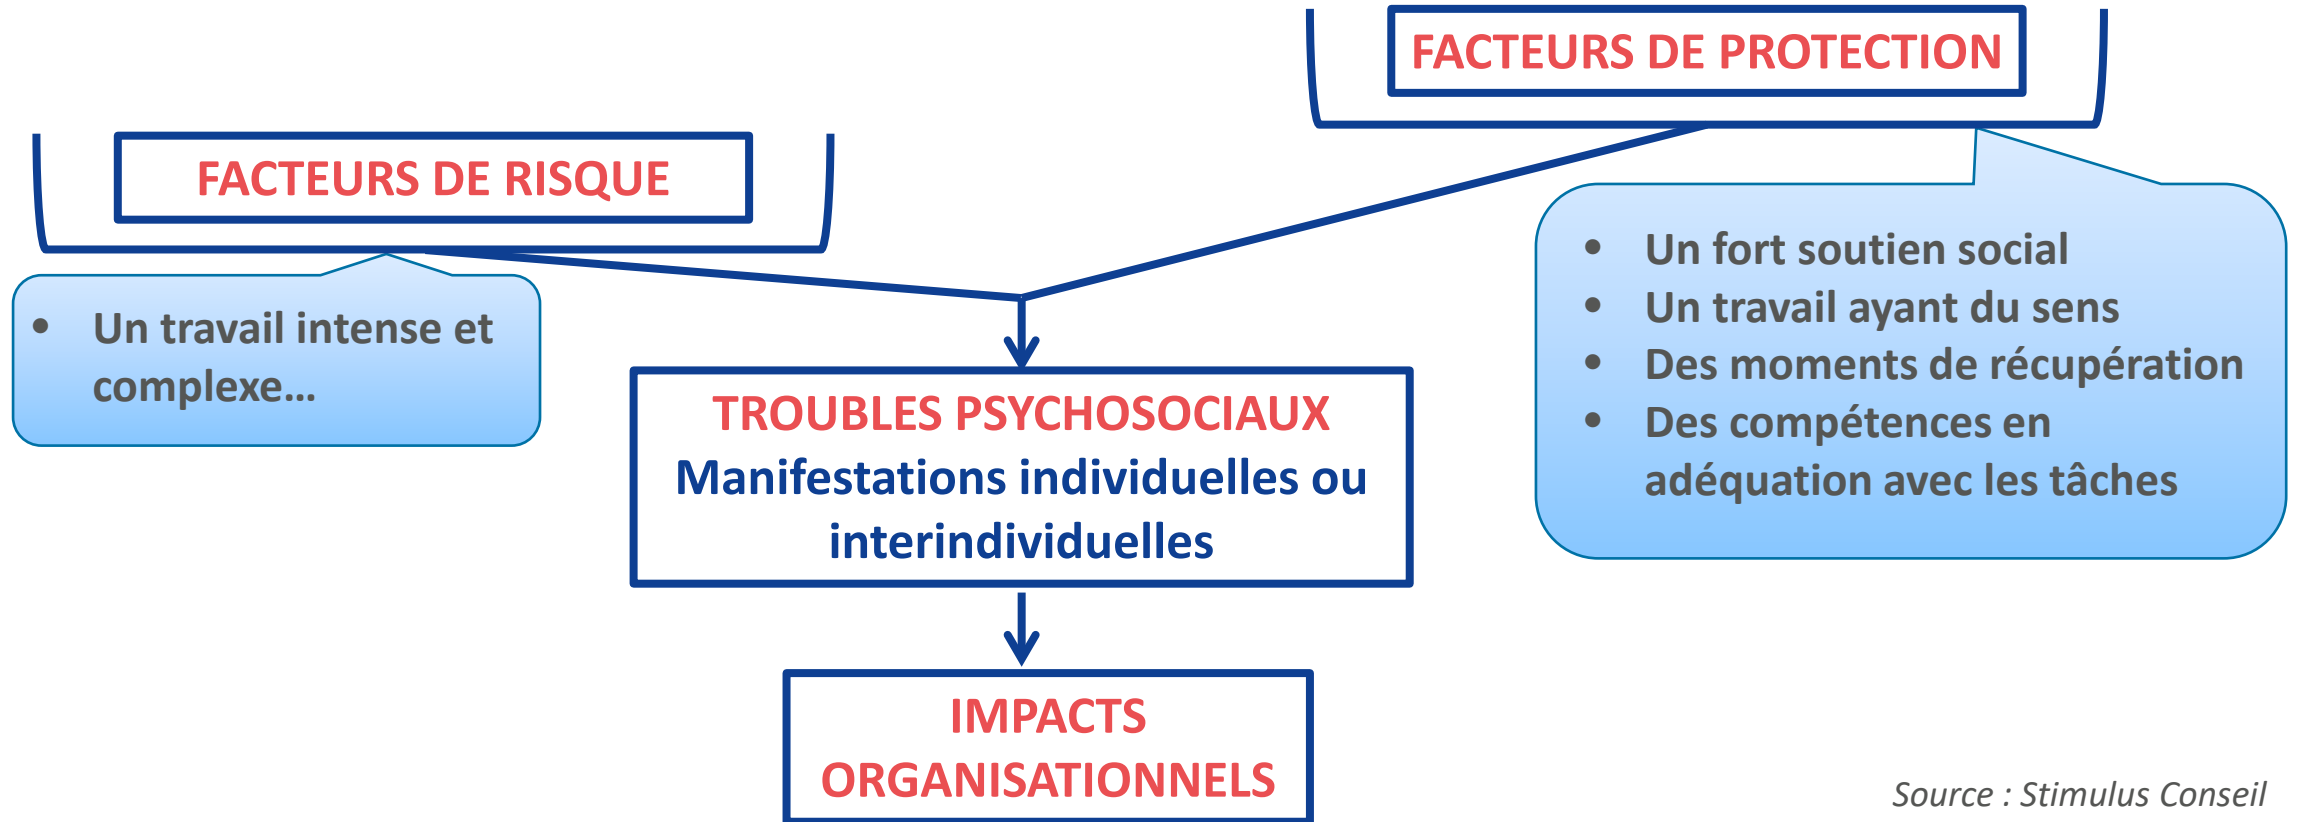 FACTEURS DE PROTECTION
FACTEURS DE RISQUE
• Un travail intense et
complexe...
• Un fort soutien social
• Un travail ayant du sens
• Des moments de récupération
• Des compétences en
adéquation avec les tâches
TROUBLES PSYCHOSOCIAUX
Manifestations individuelles ou
interindividuelles
IMPACTS
ORGANISATIONNELS
Source : Stimulus Conseil